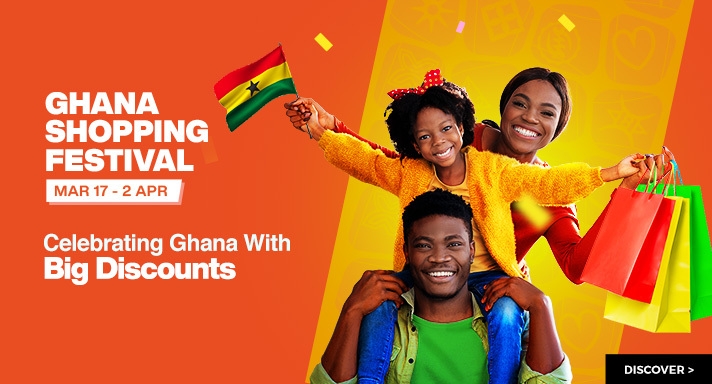 GHANA
SHOPPING
FESTIVAL
MAR 17 - 2 APR
Celebrating Ghana With
Big Discounts
DISCOVER >